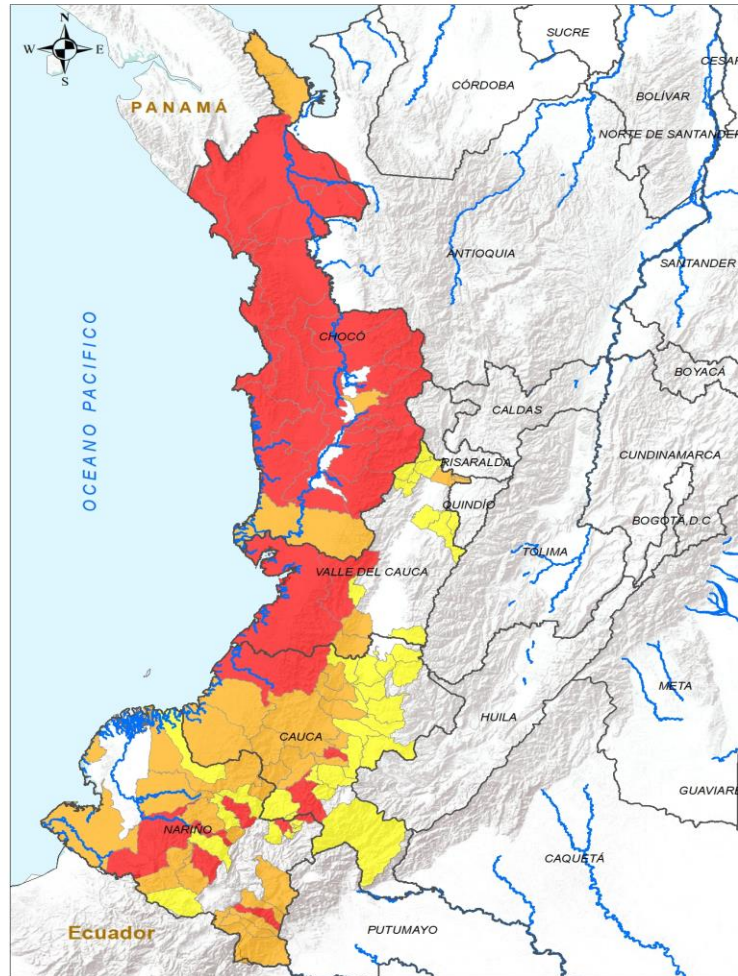 N
W E
S
SUCRE
CESAR
CÓRDOBA
BOLÍVAR
PANAMÁ
NORTE DE SANTANDER
ANTIOQUIA
SANTANDER
OCEANO PACIFICO
CHOCÓ
BOYACÁ
CALDAS
CUNDINAMARCA
RISARALDA
QUINDÍO
BOGOTÁ, D.C
TOLIMA
VALLE DEL CAUCA
META
HUILA
CAUCA
GUAVIARE
NARIÑO
CAQUETÁ
Ecuador
PUTUMAYO